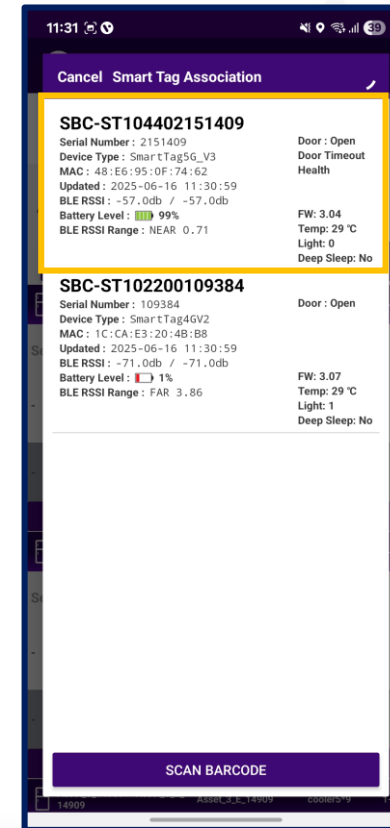 11:31
39
Cancel Smart Tag Association
SBC-ST104402151409
Serial Number : 2151409
Door : Open
Device Type : SmartTag5G_V3
Door Timeout
MAC : 48:E6:95:0F:74:62
Health
Updated : 2025-06-16 11:30:59
BLE RSSI : -57.0db / -57.0db
Battery Level : 99%
FW: 3.04
BLE RSSI Range : NEAR 0.71
Temp: 29 °C
Light: 0
Deep Sleep: No
SBC-ST102200109384
Serial Number : 109384
Door : Open
Device Type : SmartTag4GV2
MAC : 1C:CA:E3:20:4B:B8
Updated : 2025-06-16 11:30:59
BLE RSSI : -71.0db / -71.0db
Battery Level : 1%
FW: 3.07
BLE RSSI Range : FAR 3.86
Temp: 29 °C
Light: 1
Deep Sleep: No
SCAN BARCODE
14909
Asset_3_E_14909
cooler5*9